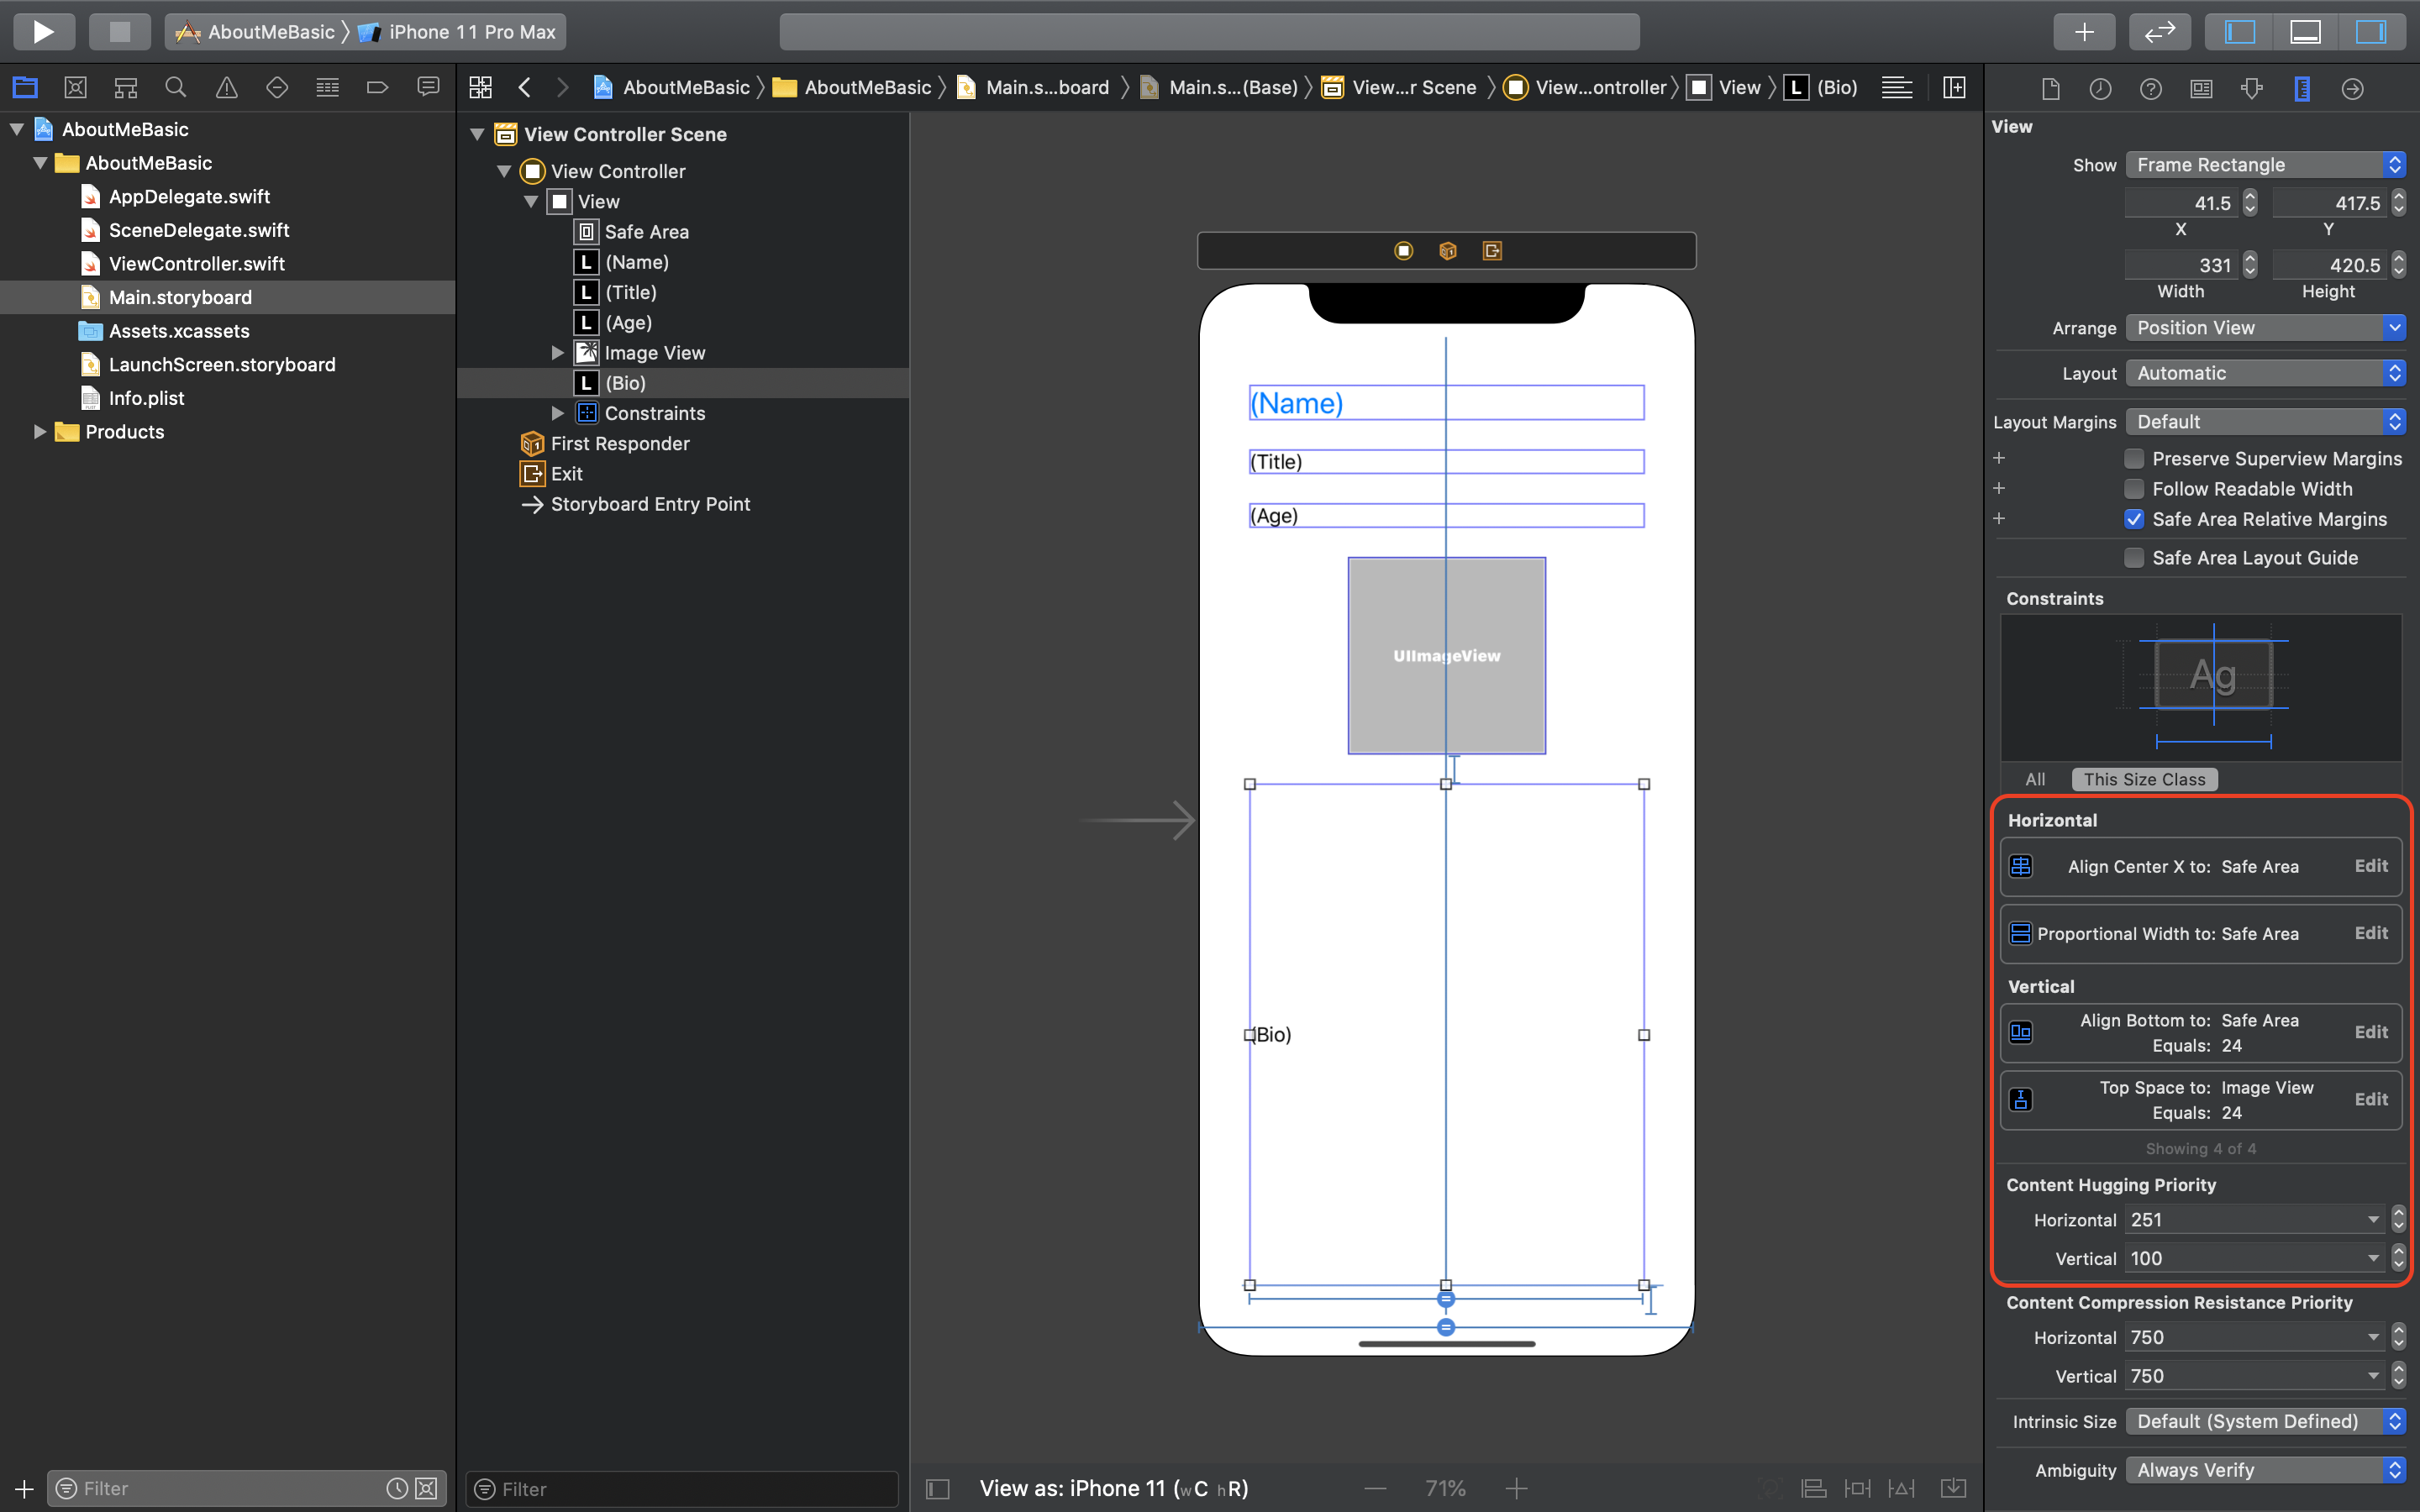 AboutMeBasic 〉 iPhone 11 Pro Max
AboutMeBasic 〉 AboutMeBasic 〉 Main.s...board 〉 Main.s...(Base) 〉 View...r Scene 〉 View...ontroller 〉 View 〉 L (Bio)
AboutMeBasic
AboutMeBasic
AppDelegate.swift
SceneDelegate.swift
ViewController.swift
Main.storyboard
Assets.xcassets
LaunchScreen.storyboard
Info.plist
Products
Filter
View Controller Scene
View Controller
View
Safe Area
L (Name)
L (Title)
L (Age)
Image View
L (Bio)
Constraints
First Responder
Exit
Storyboard Entry Point
Filter
(Name)
(Title)
(Age)
UIImageView
(Bio)
View as: iPhone 11 (wC hR)
71%
View
Show Frame Rectangle
41.5 417.5
X Y
331 420.5
Width Height
Arrange Position View
Layout Automatic
Layout Margins Default
Preserve Superview Margins
Follow Readable Width
Safe Area Relative Margins
Safe Area Layout Guide
Constraints
Ag
All This Size Class
Horizontal
Align Center X to: Safe Area Edit
Proportional Width to: Safe Area Edit
Vertical
Align Bottom to: Safe Area Edit
Equals: 24
Top Space to: Image View Edit
Equals: 24
Showing 4 of 4
Content Hugging Priority
Horizontal 251
Vertical 100
Content Compression Resistance Priority
Horizontal 750
Vertical 750
Intrinsic Size Default (System Defined)
Ambiguity Always Verify